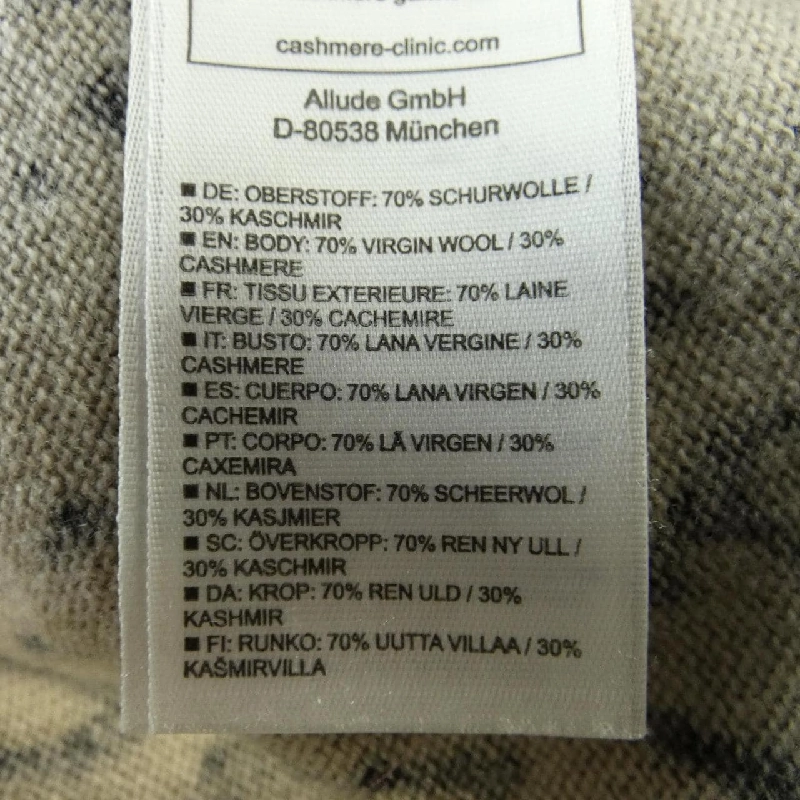 cashmere-clinic.com
Allude GmbH
D-80538 München
■ DE: OBERSTOFF: 70% SCHURWOLLE /
30% KASCHMIR
■ EN: BODY: 70% VIRGIN WOOL / 30%
CASHMERE
■ FR: TISSU EXTERIEURE: 70% LAINE
VIERGE / 30% CACHEMIRE
■ IT: BUSTO: 70% LANA VERGINE / 30%
CASHMERE
■ ES: CUERPO: 70% LANA VIRGEN / 30%
CACHEMIR
■ PT: CORPO: 70% LÃ VIRGEN / 30%
CAXEMIRA
■ NL: BOVENSTOF: 70% SCHEERWOL /
30% KASJMIER
■ SC: ÖVERKROPP: 70% REN NY ULL /
30% KASCHMIR
■ DA: KROP: 70% REN ULD / 30%
KASHMIR
■ FI: RUNKO: 70% UUTTA VILLAA / 30%
KAŠMIRVILLA